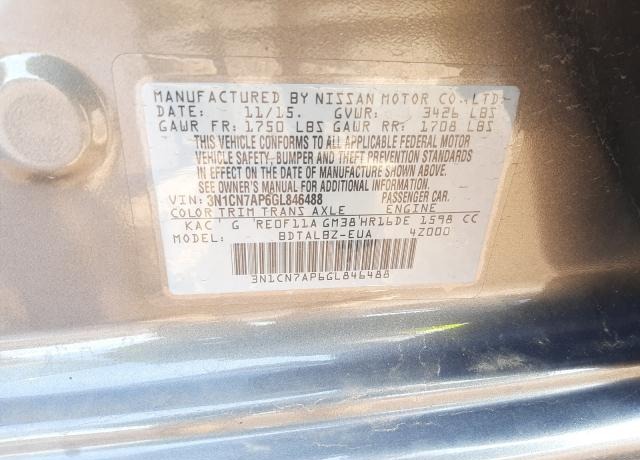 MANUFACTURED BY NISSAN MOTOR CO.,LTD.
DATE: 11/15. GVWR: 3426 LBS
GAWR FR: 1750 LBS GAWR RR: 1708 LBS
THIS VEHICLE CONFORMS TO ALL APPLICABLE FEDERAL MOTOR
VEHICLE SAFETY, BUMPER AND THEFT PREVENTION STANDARDS
IN EFFECT ON THE DATE OF MANUFACTURE SHOWN ABOVE.
SEE OWNER'S MANUAL FOR ADDITIONAL INFORMATION.
VIN: 3N1CN7AP6GL846488 PASSENGER CAR.
COLOR TRIM TRANS AXLE ENGINE
KAC G RE0F11A GM38 HR16DE 1598 CC
MODEL: BDTALBZ-EUA 4Z000
3N1CN7AP6GL846488